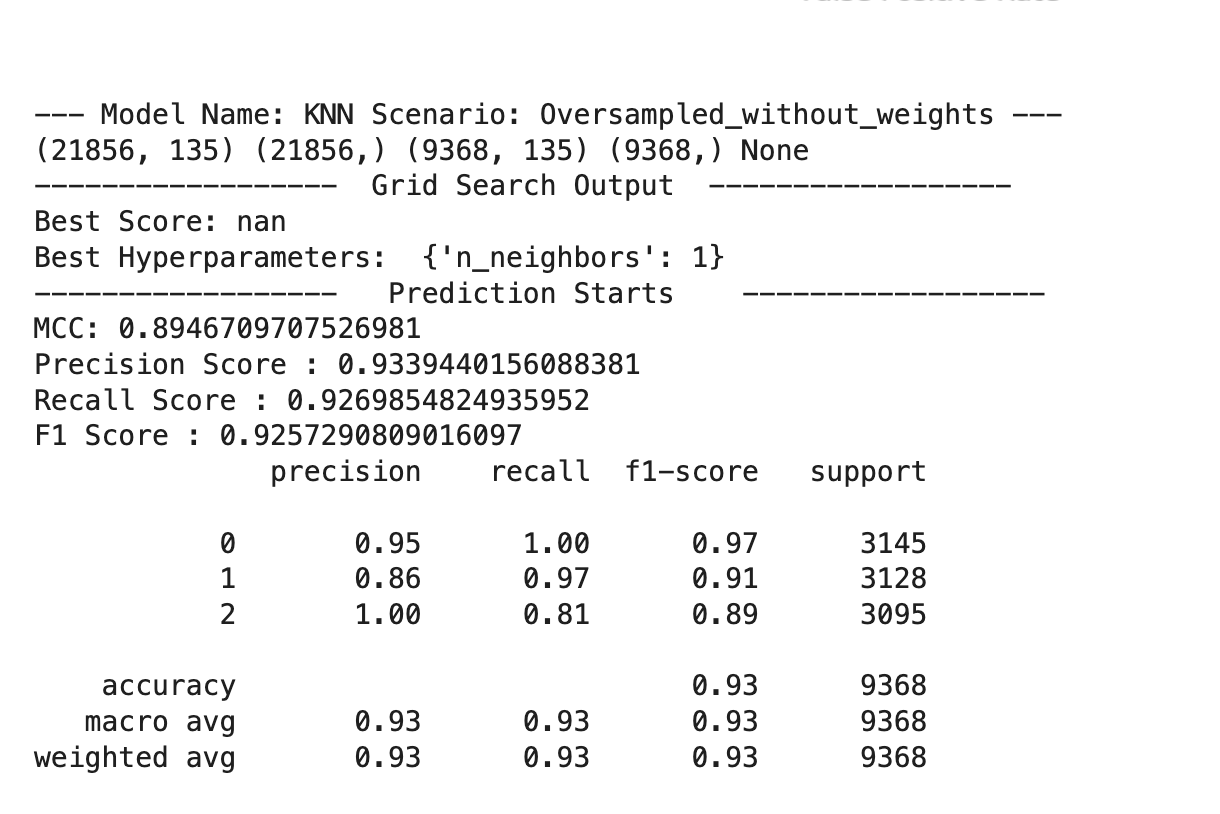 --- Model Name: KNN Scenario: Oversampled_without_weights ---
(21856, 135) (21856,) (9368, 135) (9368,) None
------------------ Grid Search Output ------------------
Best Score: nan
Best Hyperparameters: {'n_neighbors': 1}
------------------ Prediction Starts ------------------
MCC: 0.8946709707526981
Precision Score : 0.9339440156088381
Recall Score : 0.9269854824935952
F1 Score : 0.9257290809016097
precision recall f1-score support
0 0.95 1.00 0.97 3145
1 0.86 0.97 0.91 3128
2 1.00 0.81 0.89 3095
accuracy 0.93 9368
macro avg 0.93 0.93 0.93 9368
weighted avg 0.93 0.93 0.93 9368